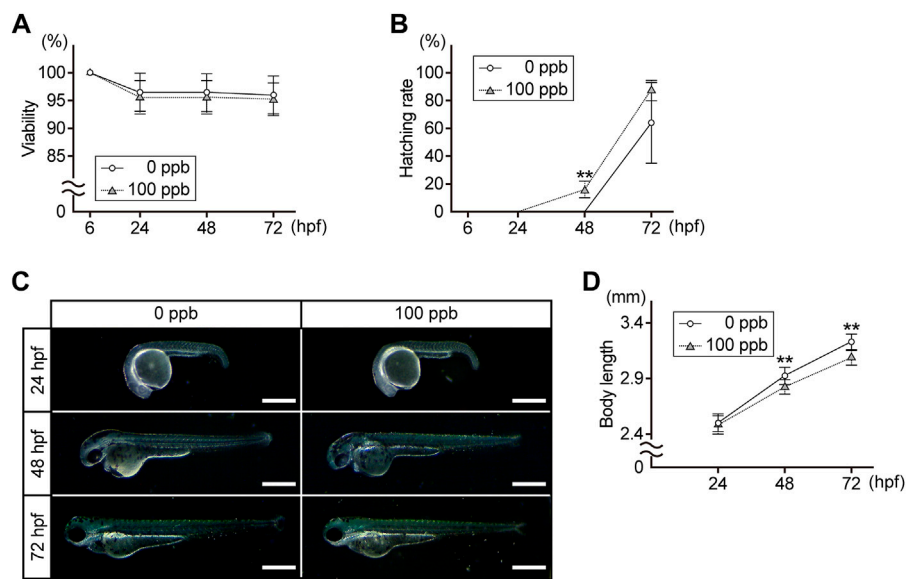 A
(%)
100
95
90
85
0
Viability
0 ppb
100 ppb
6 24 48 72 (hpf)
B
(%)
100
80
60
40
20
0
Hatching rate
0 ppb
100 ppb
**
6 24 48 72 (hpf)
C
0 ppb 100 ppb
24 hpf
48 hpf
72 hpf
D
(mm)
3.4
2.9
2.4
0
Body length
0 ppb
100 ppb
**
**
24 48 72 (hpf)